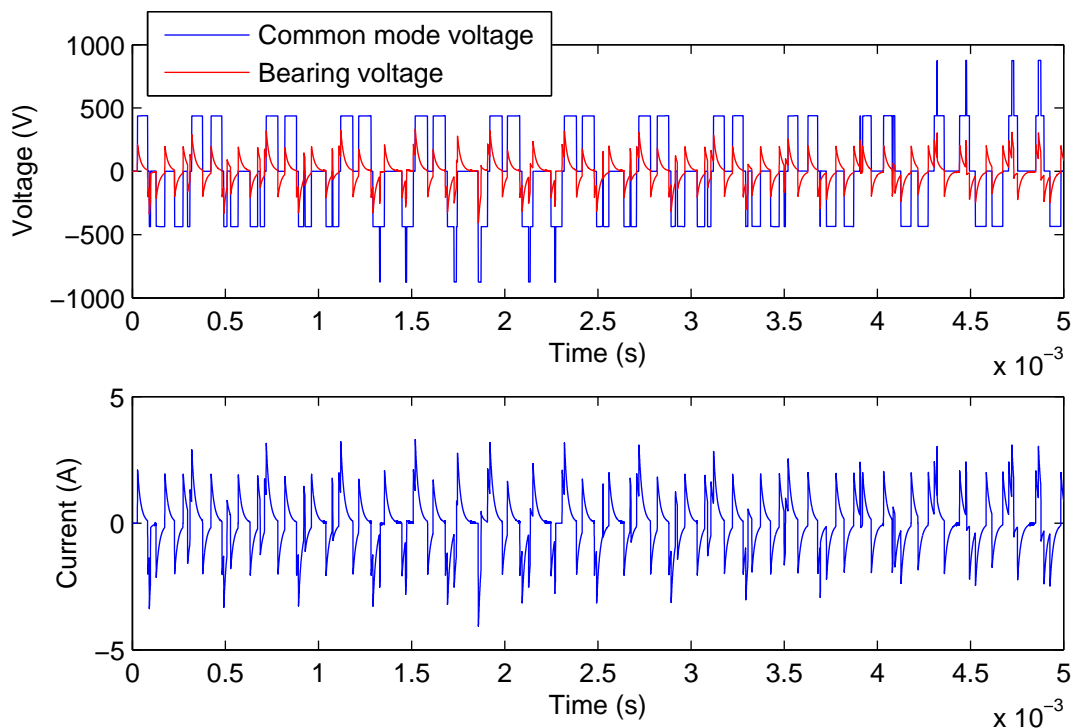 Common mode voltage
Bearing voltage
1000
500
0
−500
−1000
Voltage (V)
0 0.5 1 1.5 2 2.5 3 3.5 4 4.5 5
Time (s)
x 10−3
5
0
−5
Current (A)
0 0.5 1 1.5 2 2.5 3 3.5 4 4.5 5
Time (s)
x 10−3